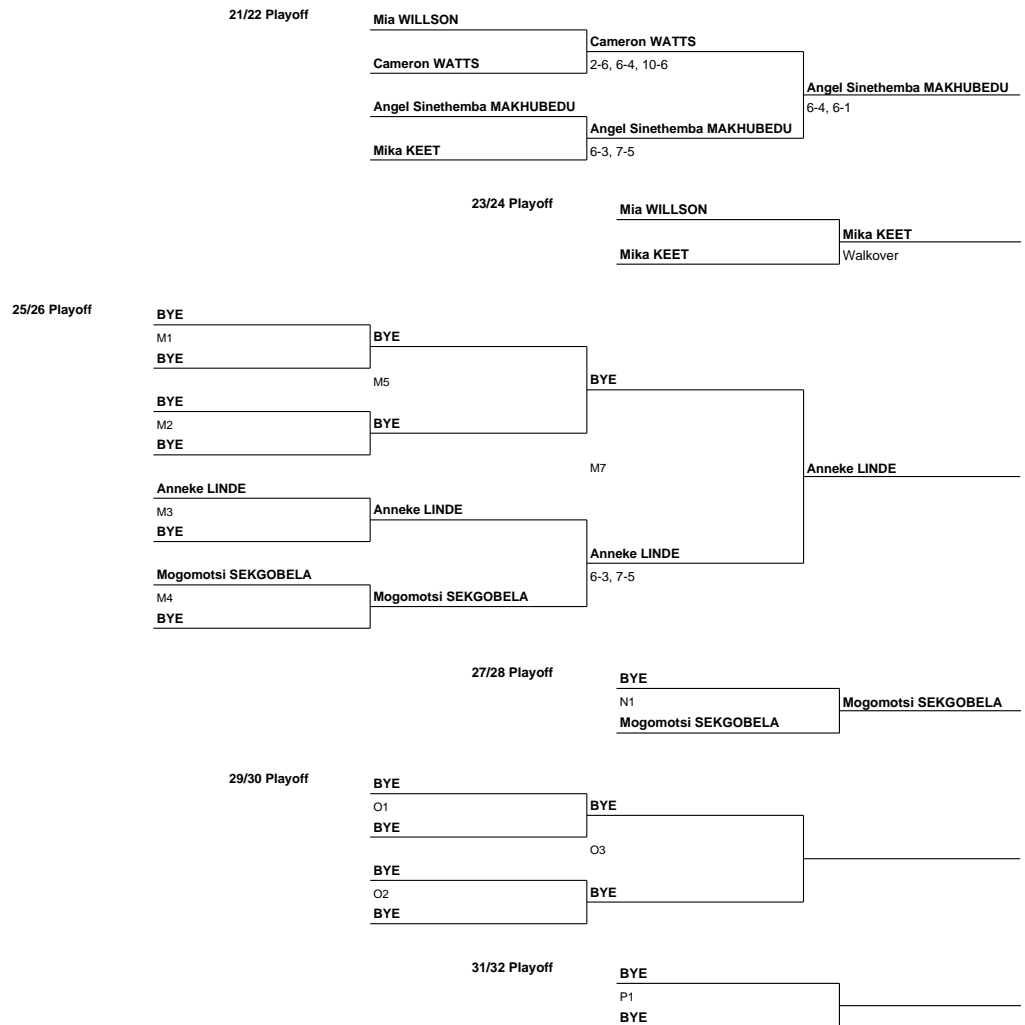 21/22 Playoff
Mia WILLSON
Cameron WATTS
Cameron WATTS
2-6, 6-4, 10-6
Angel Sinethemba MAKHUBEDU
6-4, 6-1
Angel Sinethemba MAKHUBEDU
Angel Sinethemba MAKHUBEDU
Mika KEET
6-3, 7-5
23/24 Playoff
Mia WILLSON
Mika KEET
Mika KEET
Walkover
25/26 Playoff
BYE
M1
BYE
BYE
M5
BYE
BYE
M2
BYE
BYE
M7
Anneke LINDE
Anneke LINDE
M3
Anneke LINDE
BYE
Anneke LINDE
6-3, 7-5
Mogomotsi SEKGOBELA
M4
Mogomotsi SEKGOBELA
BYE
27/28 Playoff
BYE
N1
Mogomotsi SEKGOBELA
Mogomotsi SEKGOBELA
29/30 Playoff
BYE
O1
BYE
BYE
O3
BYE
O2
BYE
BYE
31/32 Playoff
BYE
P1
BYE